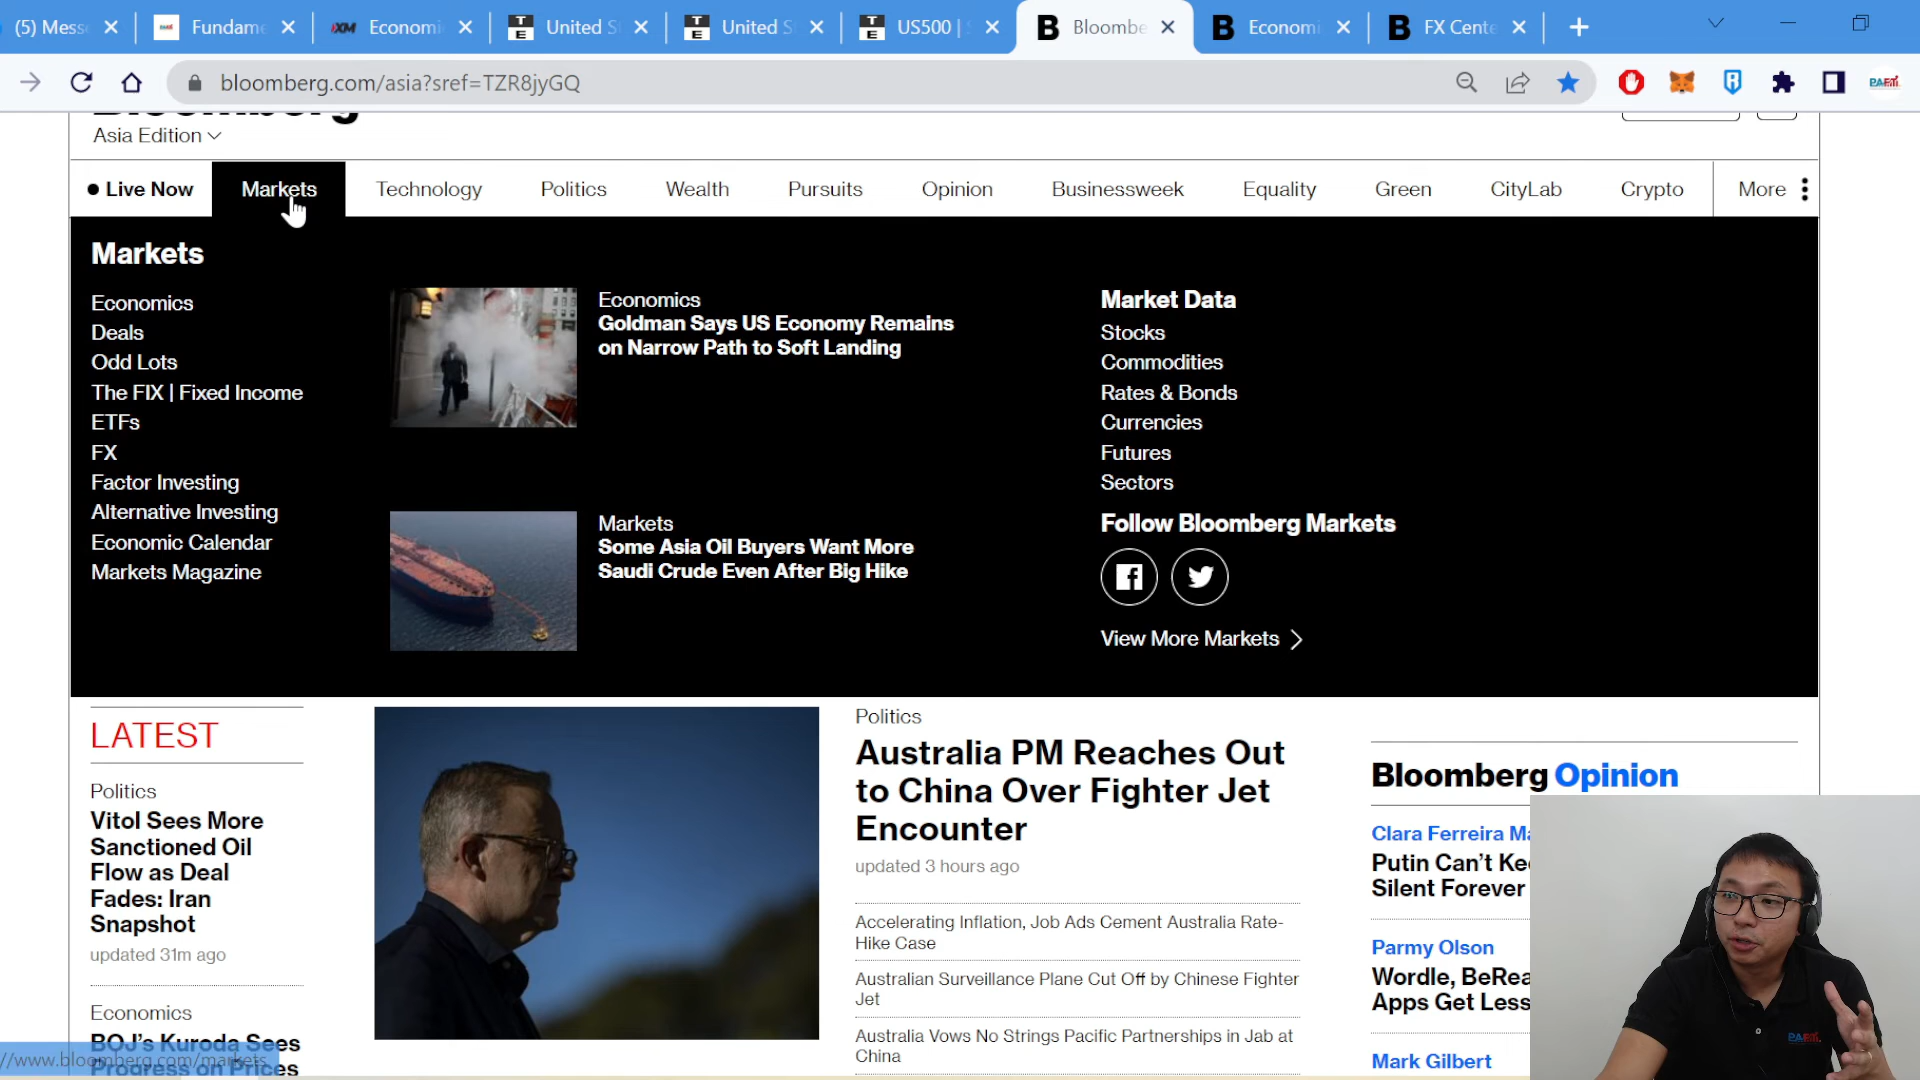 (5) Mess
Fundam
XM Economi
TE United S
TE United S
TE US500 |
B Bloombe
B Economi
B FX Cente
bloomberg.com/asia?sref=TZR8jyGQ
Bloomberg
Asia Edition
Live Now
Markets
Technology
Politics
Wealth
Pursuits
Opinion
Businessweek
Equality
Green
CityLab
Crypto
More
Markets
Economics
Deals
Odd Lots
The FIX | Fixed Income
ETFs
FX
Factor Investing
Alternative Investing
Economic Calendar
Markets Magazine
Economics
Goldman Says US Economy Remains
on Narrow Path to Soft Landing
Markets
Some Asia Oil Buyers Want More
Saudi Crude Even After Big Hike
Market Data
Stocks
Commodities
Rates & Bonds
Currencies
Futures
Sectors
Follow Bloomberg Markets
View More Markets
LATEST
Politics
Vitol Sees More
Sanctioned Oil
Flow as Deal
Fades: Iran
Snapshot
updated 31m ago
Economics
BOJ's Kuroda Sees
Progress on Prices
//www.bloomberg.com/markets
Politics
Australia PM Reaches Out
to China Over Fighter Jet
Encounter
updated 3 hours ago
Accelerating Inflation, Job Ads Cement Australia Rate-
Hike Case
Australian Surveillance Plane Cut Off by Chinese Fighter
Jet
Australia Vows No Strings Pacific Partnerships in Jab at
China
Bloomberg Opinion
Clara Ferreira Ma
Putin Can't Kee
Silent Forever
Parmy Olson
Wordle, BeRea
Apps Get Less
Mark Gilbert